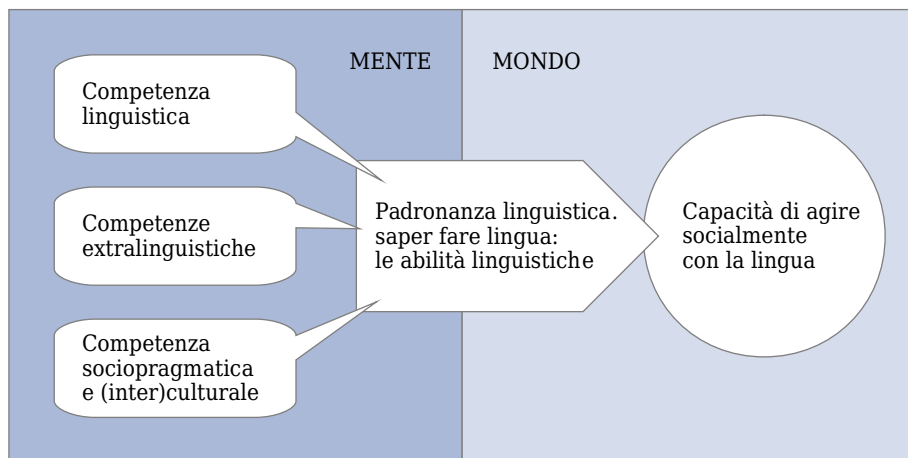 MENTE
MONDO
Competenza
linguistica
Competenze
extralinguistiche
Competenza
sociopragmatica
e (inter)culturale
Padronanza linguistica.
saper fare lingua:
le abilità linguistiche
Capacità di agire
socialmente
con la lingua